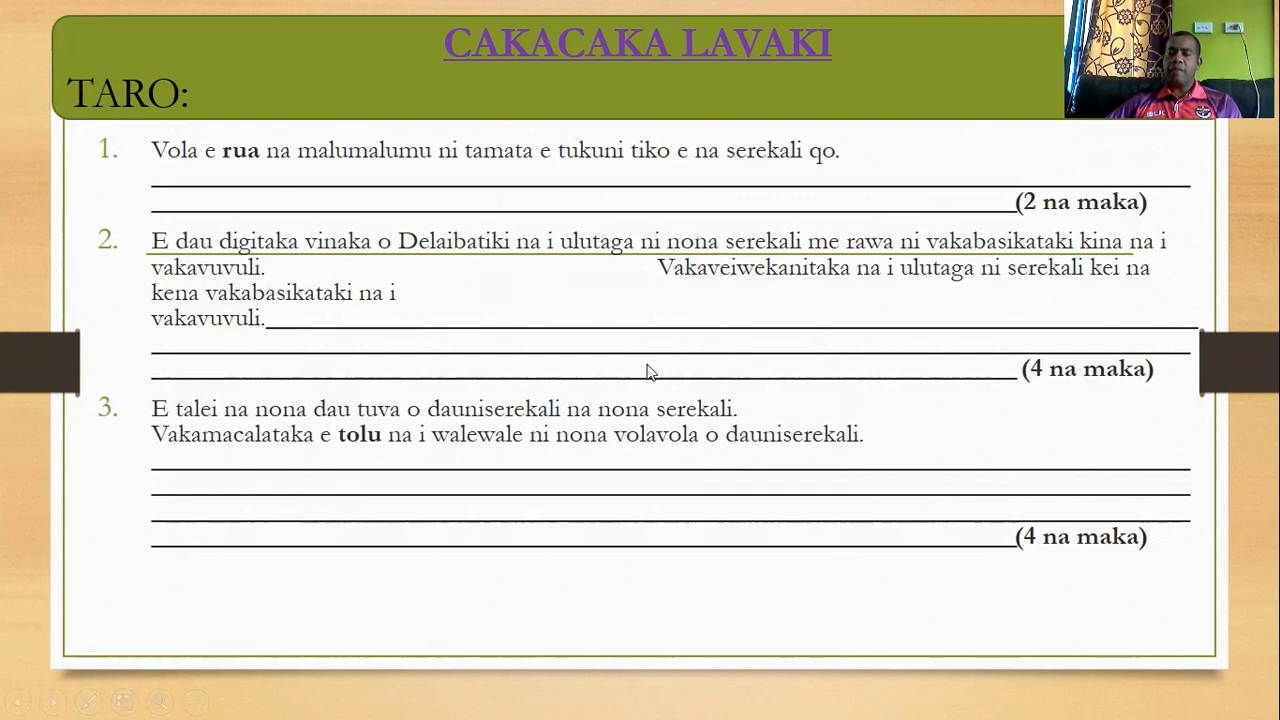 CAKACAKA LAVAKI
TARO:
1. Vola e rua na malumalumu ni tamata e tukuni tiko e na serekali qo.
(2 na maka)
2. E dau digitaka vinaka o Delaibatiki na i ulutaga ni nona serekali me rawa ni vakabasikataki kina na i
vakavuvuli. Vakaveiwekanitaka na i ulutaga ni serekali kei na
kena vakabasikataki na i
vakavuvuli.
(4 na maka)
3. E talei na nona dau tuva o dauniserekali na nona serekali.
Vakamacalataka e tolu na i walewale ni nona volavola o dauniserekali.
(4 na maka)